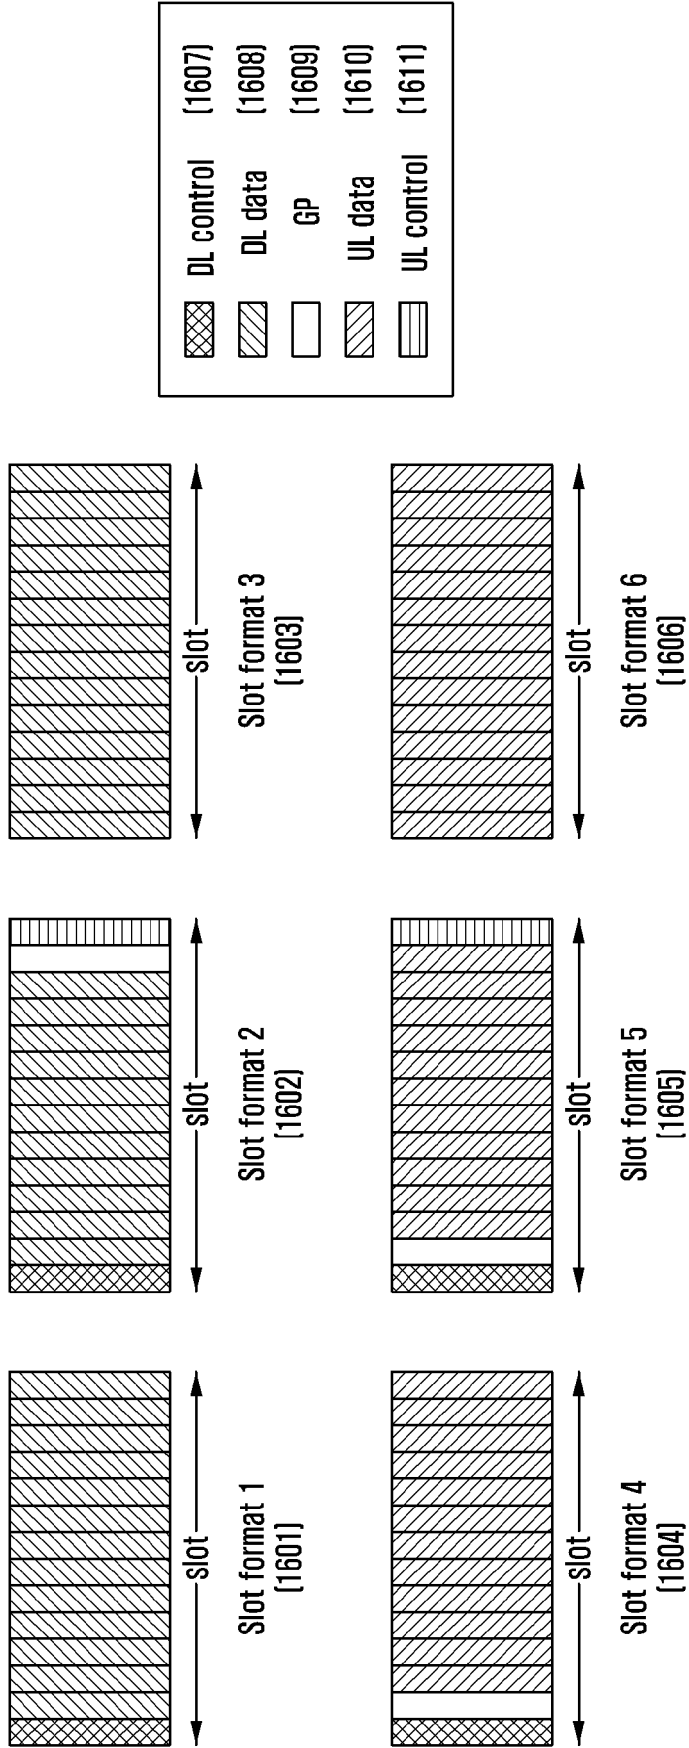 slot
Slot format 1
[1601]
slot
Slot format 2
[1602]
slot
Slot format 3
[1603]
slot
Slot format 4
[1604]
slot
Slot format 5
[1605]
slot
Slot format 6
[1606]
DL control [1607]
DL data [1608]
GP [1609]
UL data [1610]
UL control [1611]